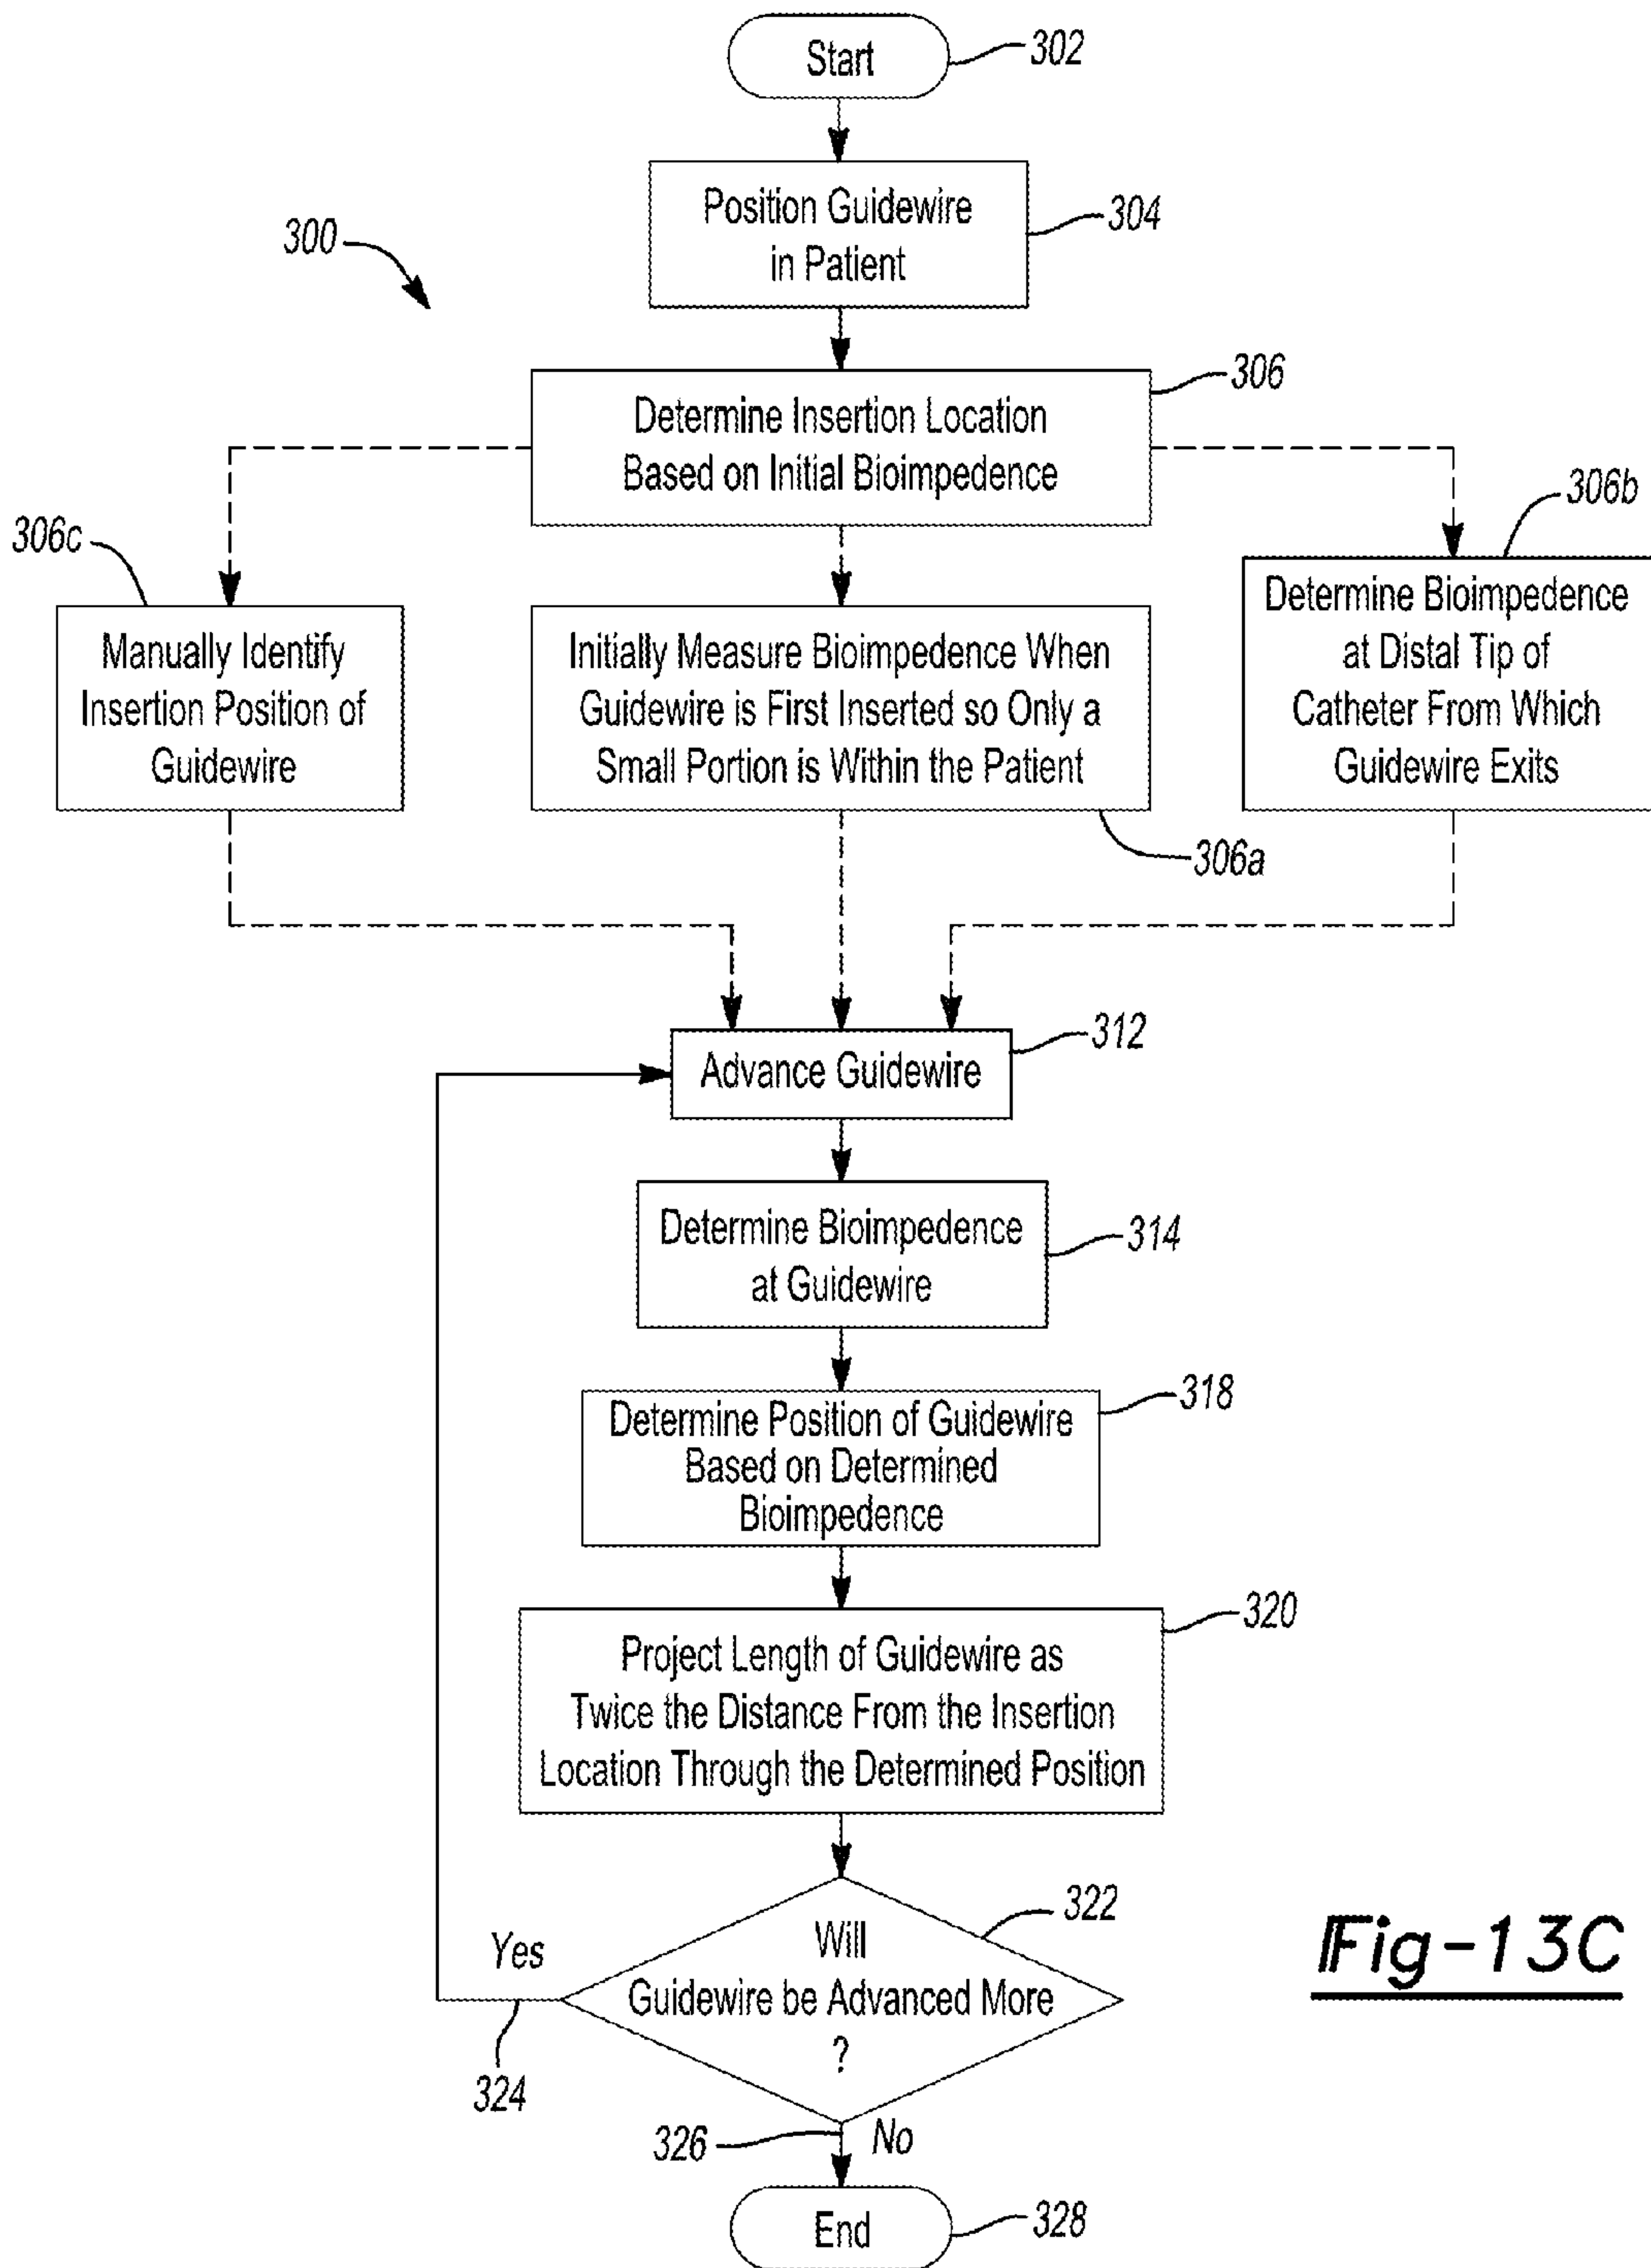 Start
302
Position Guidewire
in Patient
304
300
Determine Insertion Location
Based on Initial Bioimpedence
306
306c
306b
Manually Identify
Insertion Position of
Guidewire
Initially Measure Bioimpedence When
Guidewire is First Inserted so Only a
Small Portion is Within the Patient
306a
Determine Bioimpedence
at Distal Tip of
Catheter From Which
Guidewire Exits
Advance Guidewire
312
Determine Bioimpedence
at Guidewire
314
Determine Position of Guidewire
Based on Determined
Bioimpedence
318
Project Length of Guidewire as
Twice the Distance From the Insertion
Location Through the Determined Position
320
Will
Guidewire be Advanced More
?
322
Yes
324
326
No
End
328
Fig-13C